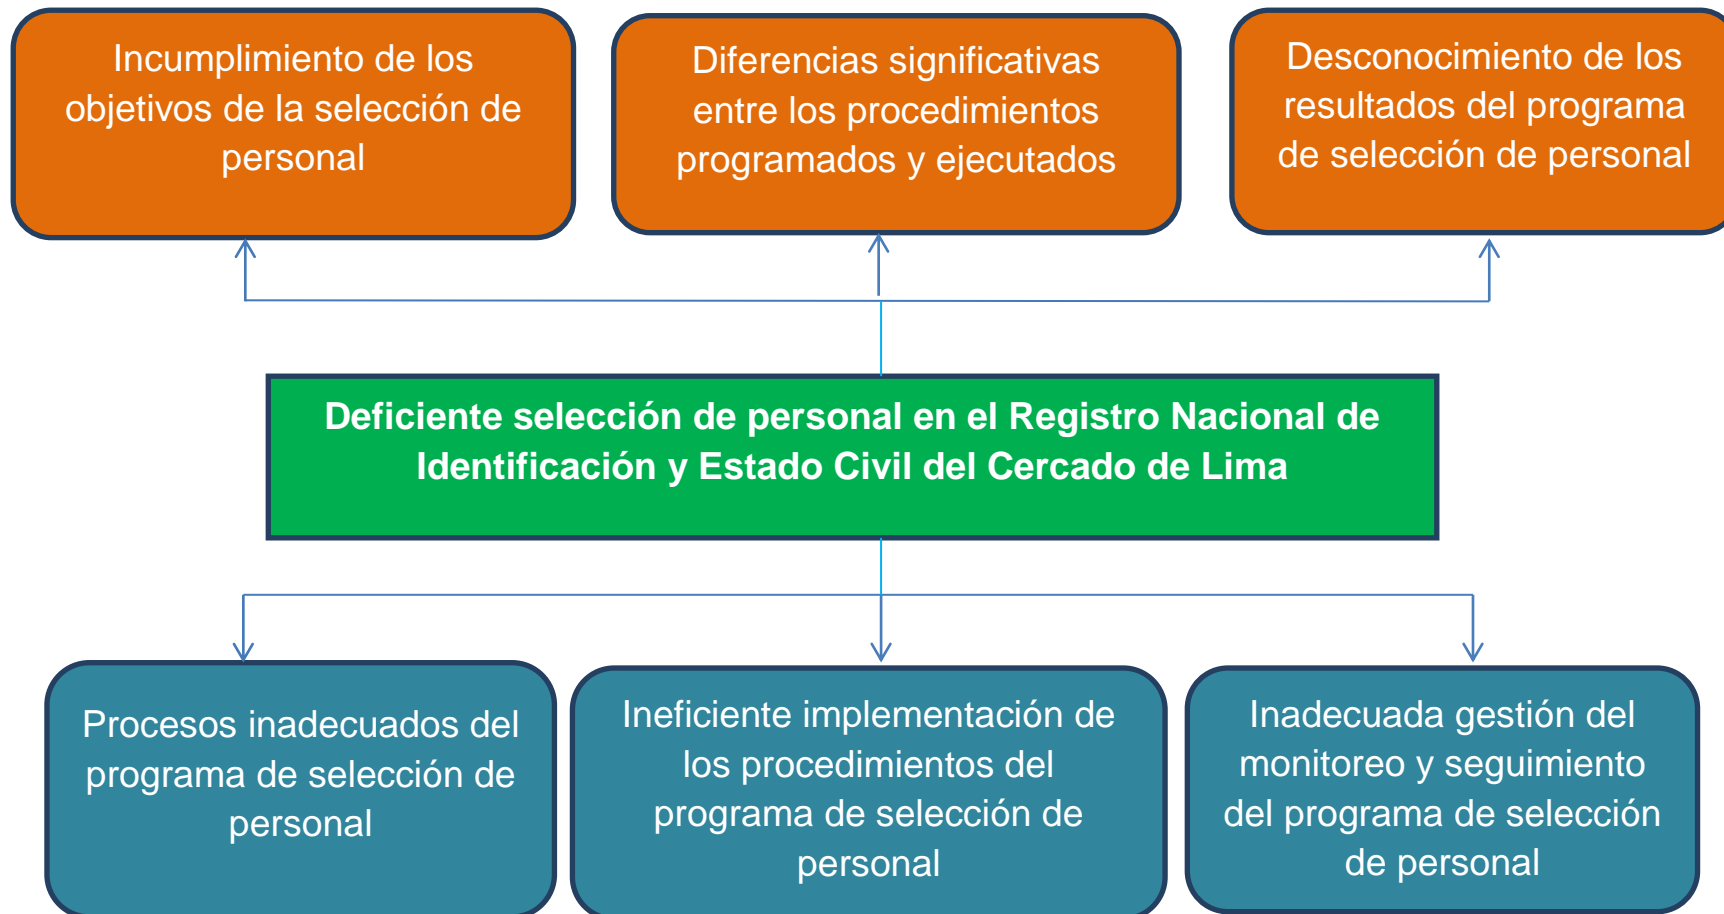 Incumplimiento de los
objetivos de la selección de
personal
Diferencias significativas
entre los procedimientos
programados y ejecutados
Desconocimiento de los
resultados del programa
de selección de personal
Deficiente selección de personal en el Registro Nacional de
Identificación y Estado Civil del Cercado de Lima
Procesos inadecuados del
programa de selección de
personal
Ineficiente implementación de
los procedimientos del
programa de selección de
personal
Inadecuada gestión del
monitoreo y seguimiento
del programa de selección
de personal